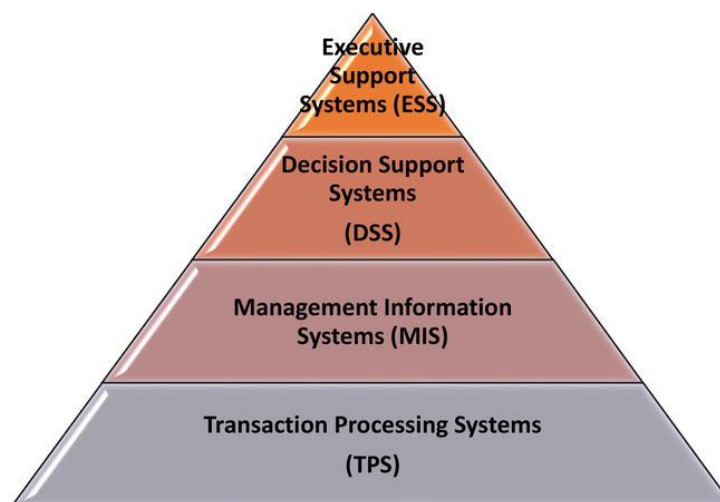 Executive
Support
Systems (ESS)
Decision Support
Systems
(DSS)
Management Information
Systems (MIS)
Transaction Processing Systems
(TPS)